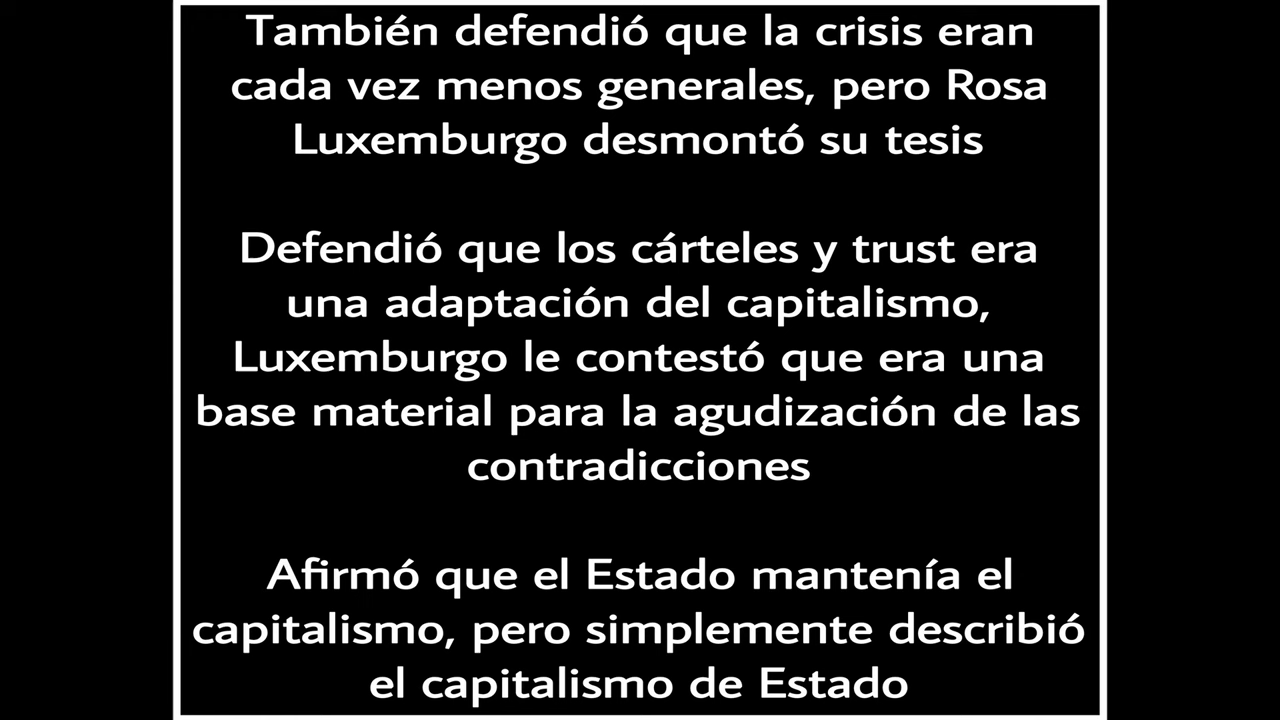 También defendió que la crisis eran
cada vez menos generales, pero Rosa
Luxemburgo desmontó su tesis
Defendió que los cárteles y trust era
una adaptación del capitalismo,
Luxemburgo le contestó que era una
base material para la agudización de las
contradicciones
Afirmó que el Estado mantenía el
capitalismo, pero simplemente describió
el capitalismo de Estado